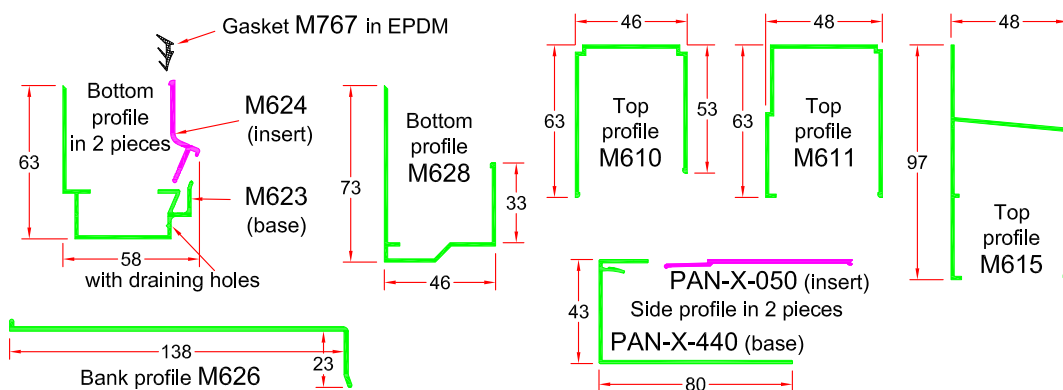 Gasket M767 in EPDM
Bottom
profile
in 2 pieces
M624
(insert)
M623
(base)
63
58
with draining holes
Bottom
profile
M628
73
33
46
46
63
53
Top
profile
M610
48
63
Top
profile
M611
48
97
Top
profile
M615
PAN-X-050 (insert)
Side profile in 2 pieces
PAN-X-440 (base)
43
80
138
23
Bank profile M626